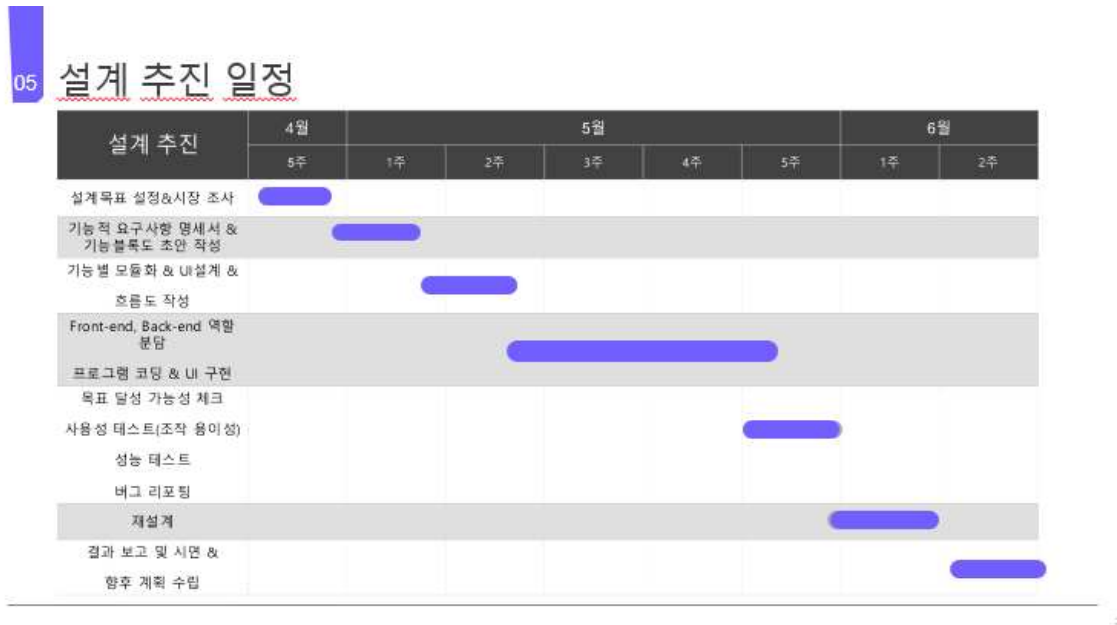 05
설계 추진 일정
설계 추진
4월
5월
6월
5주
1주
2주
3주
4주
5주
1주
2주
설계목표 설정&시장 조사
기능적 요구사항 명세서 &
기능블록도 초안 작성
기능별 모듈화 & UI설계 &
흐름도 작성
Front-end, Back-end 역할
분담
프로그램 코딩 & UI 구현
목표 달성 가능성 체크
사용성 테스트(조작 용이성)
성능 테스트
버그 리포팅
재설계
결과 보고 및 시연 &
향후 계획 수립